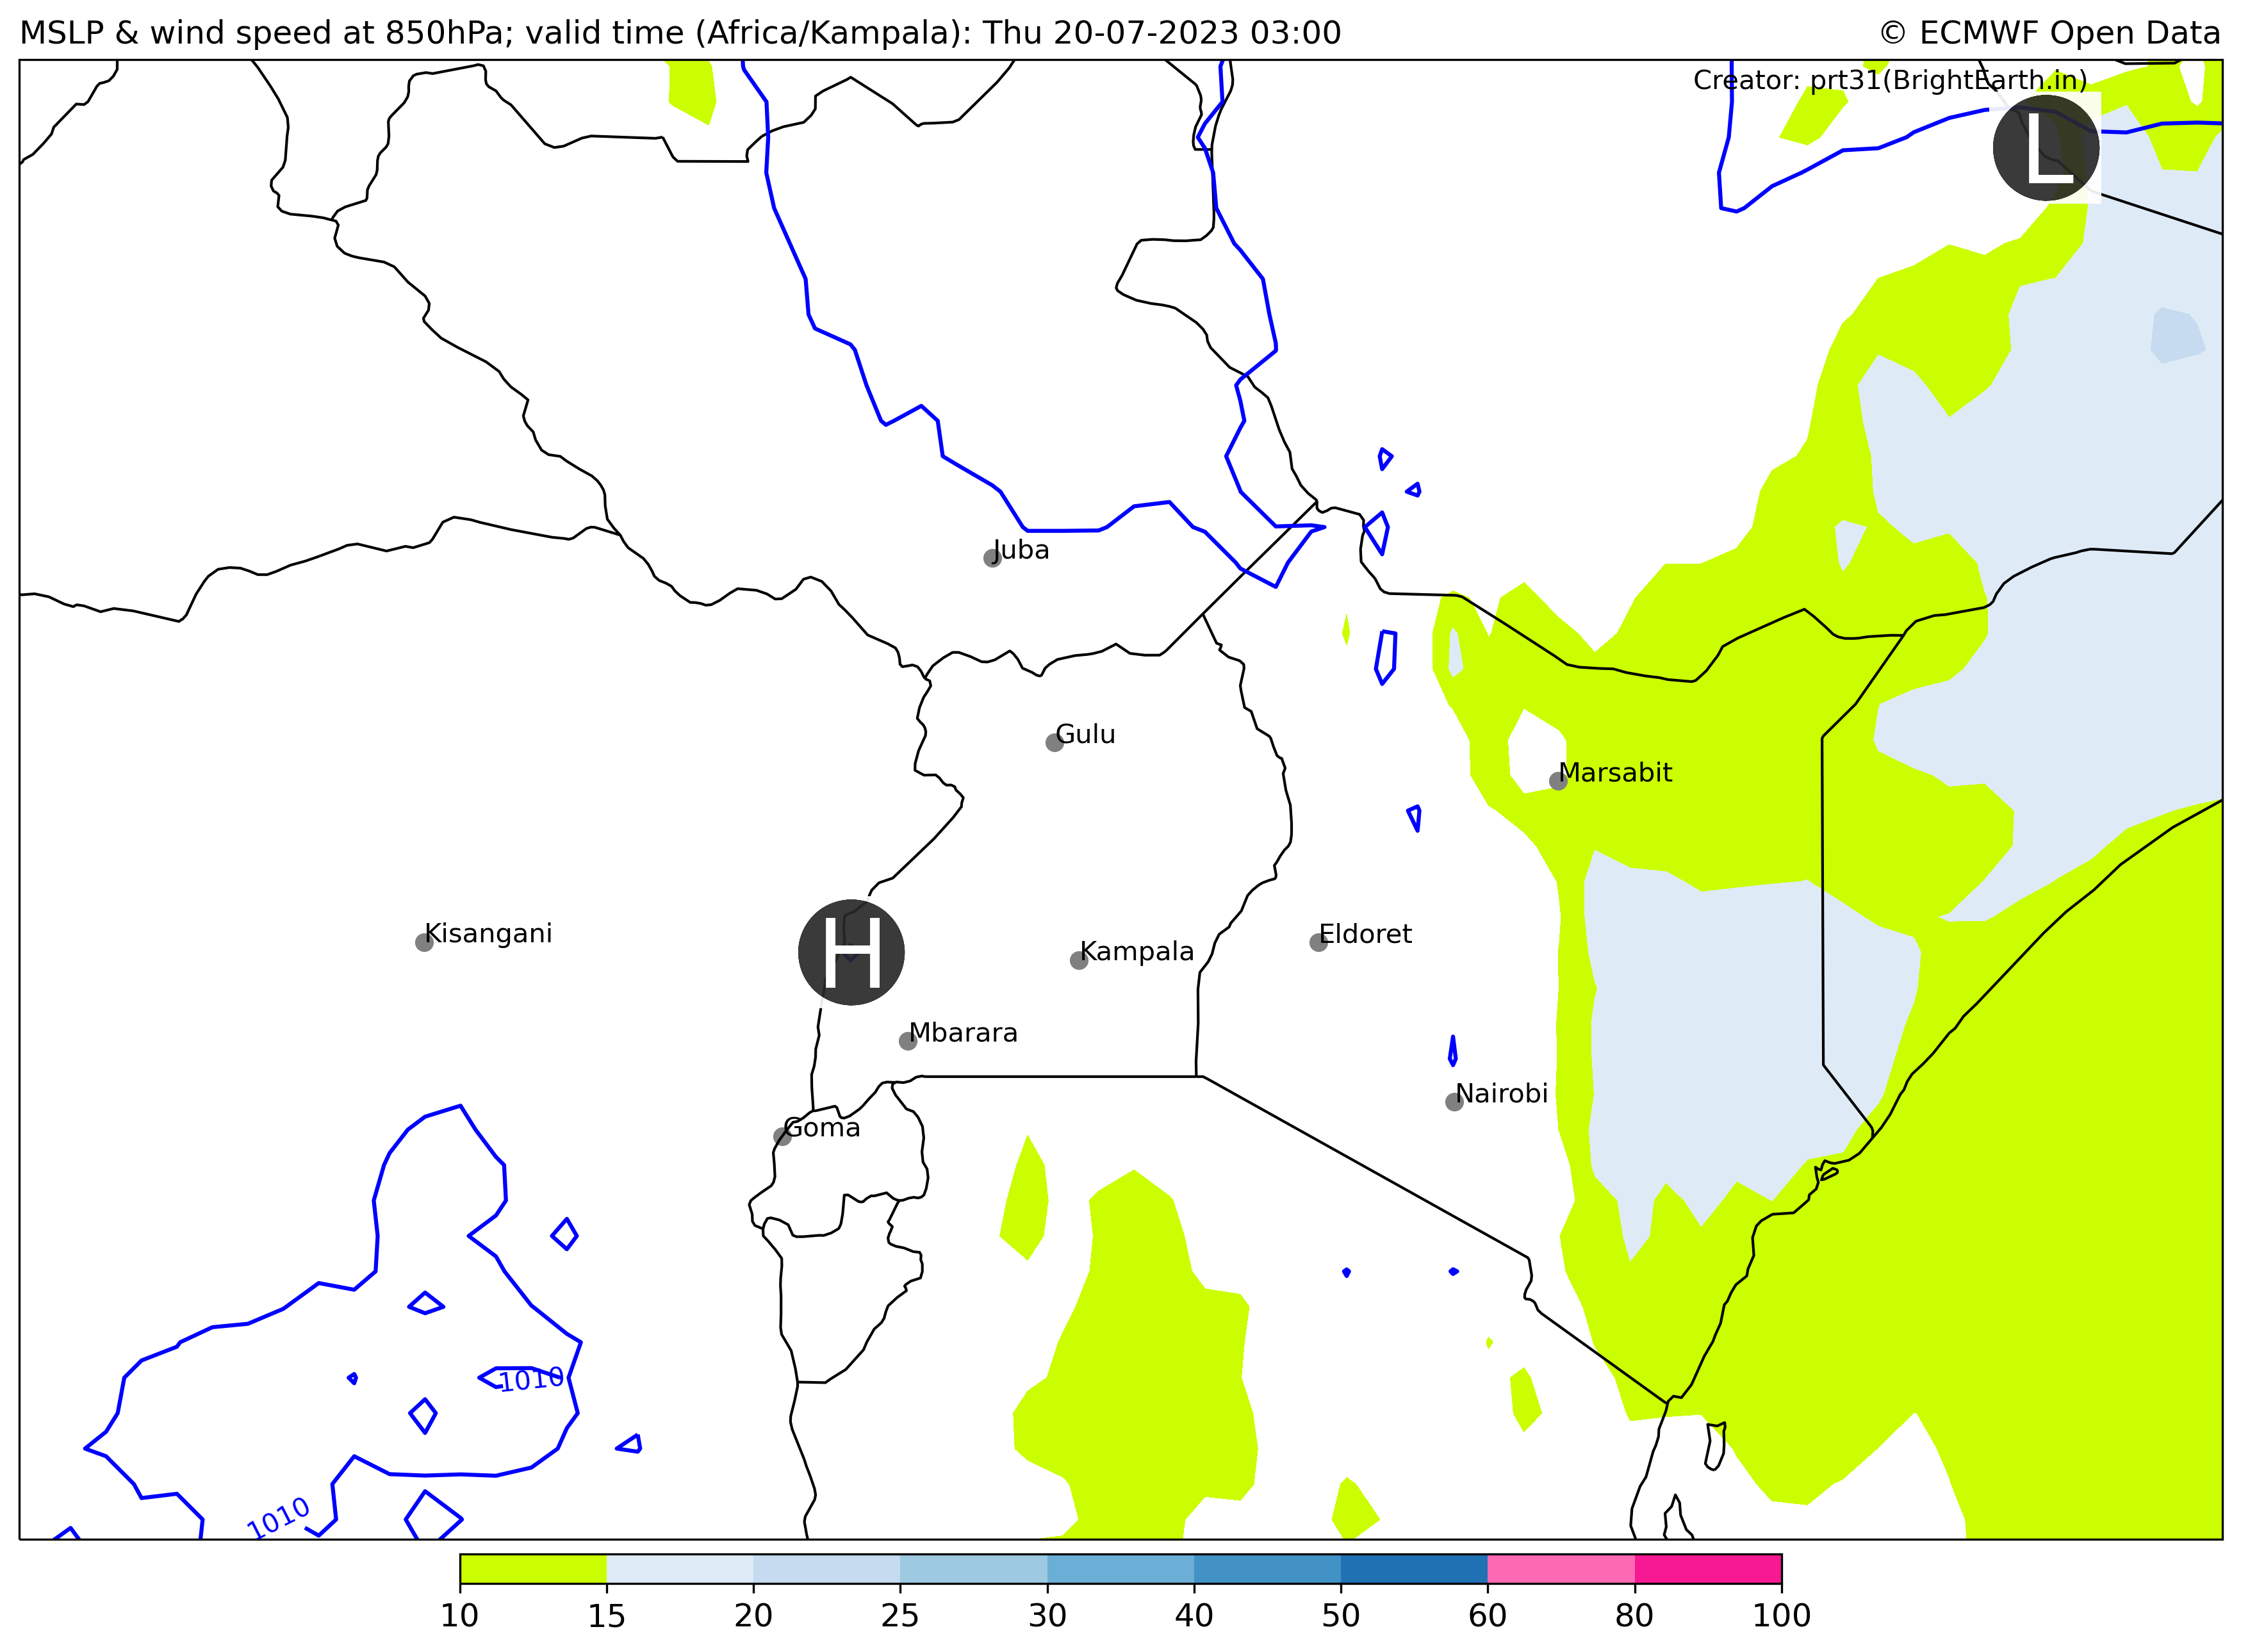 MSLP & wind speed at 850hPa; valid time (Africa/Kampala): Thu 20-07-2023 03:00
© ECMWF Open Data
Creator: prt31(BrightEarth.in)
L
Juba
Gulu
Marsabit
Kisangani
H
Kampala
Eldoret
Mbarara
Nairobi
Goma
1010
1010
10 15 20 25 30 40 50 60 80 100